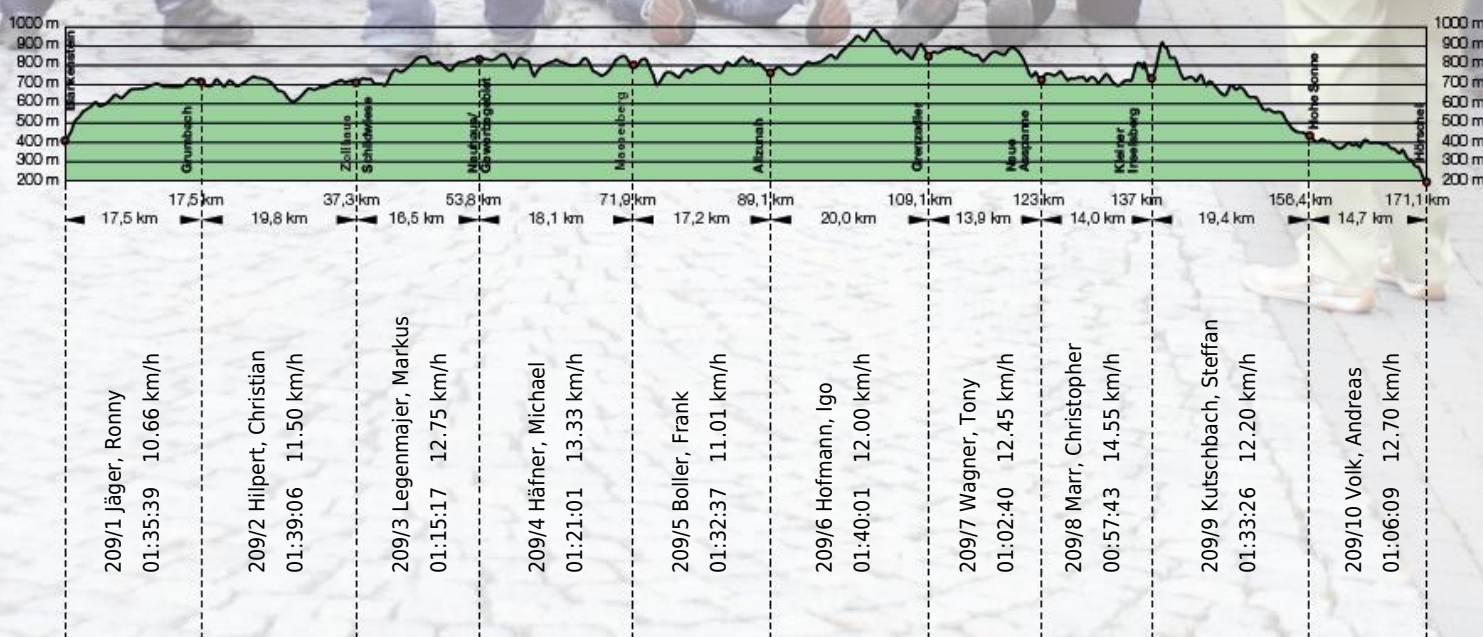 1000 m
900 m
800 m
700 m
600 m
500 m
400 m
300 m
200 m
1000 m
900 m
800 m
700 m
600 m
500 m
400 m
300 m
200 m
Blankenstein
Grumbach
Zollhaus
Schildwiese
Neuhaus/
Masserberg
Allzunah
Grenzadler
Neue
Ausspanne
Kleiner
Inselsberg
Hohe Sonne
Hörschel
17,5 km
37,3 km
53,8 km
71,9 km
89,1 km
109,1 km
123 km
137 km
156,4 km
171,1 km
17,5 km
19,8 km
16,5 km
18,1 km
17,2 km
20,0 km
13,9 km
14,0 km
19,4 km
14,7 km
209/1 Jäger, Ronny
01:35:39 10.66 km/h
209/2 Hilpert, Christian
01:39:06 11.50 km/h
209/3 Legenmajer, Markus
01:15:17 12.75 km/h
209/4 Häfner, Michael
01:21:01 13.33 km/h
209/5 Boller, Frank
01:32:37 11.01 km/h
209/6 Hofmann, Igo
01:40:01 12.00 km/h
209/7 Wagner, Tony
01:02:40 12.45 km/h
209/8 Marr, Christopher
00:57:43 14.55 km/h
209/9 Kutschbach, Steffan
01:33:26 12.20 km/h
209/10 Volk, Andreas
01:06:09 12.70 km/h